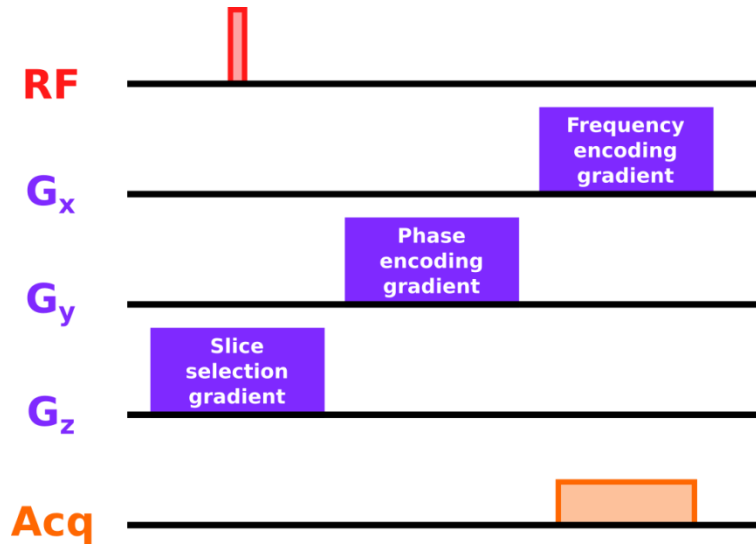 RF
Frequency
encoding
gradient
Gx
Phase
encoding
gradient
Gy
Slice
selection
gradient
Gz
Acq